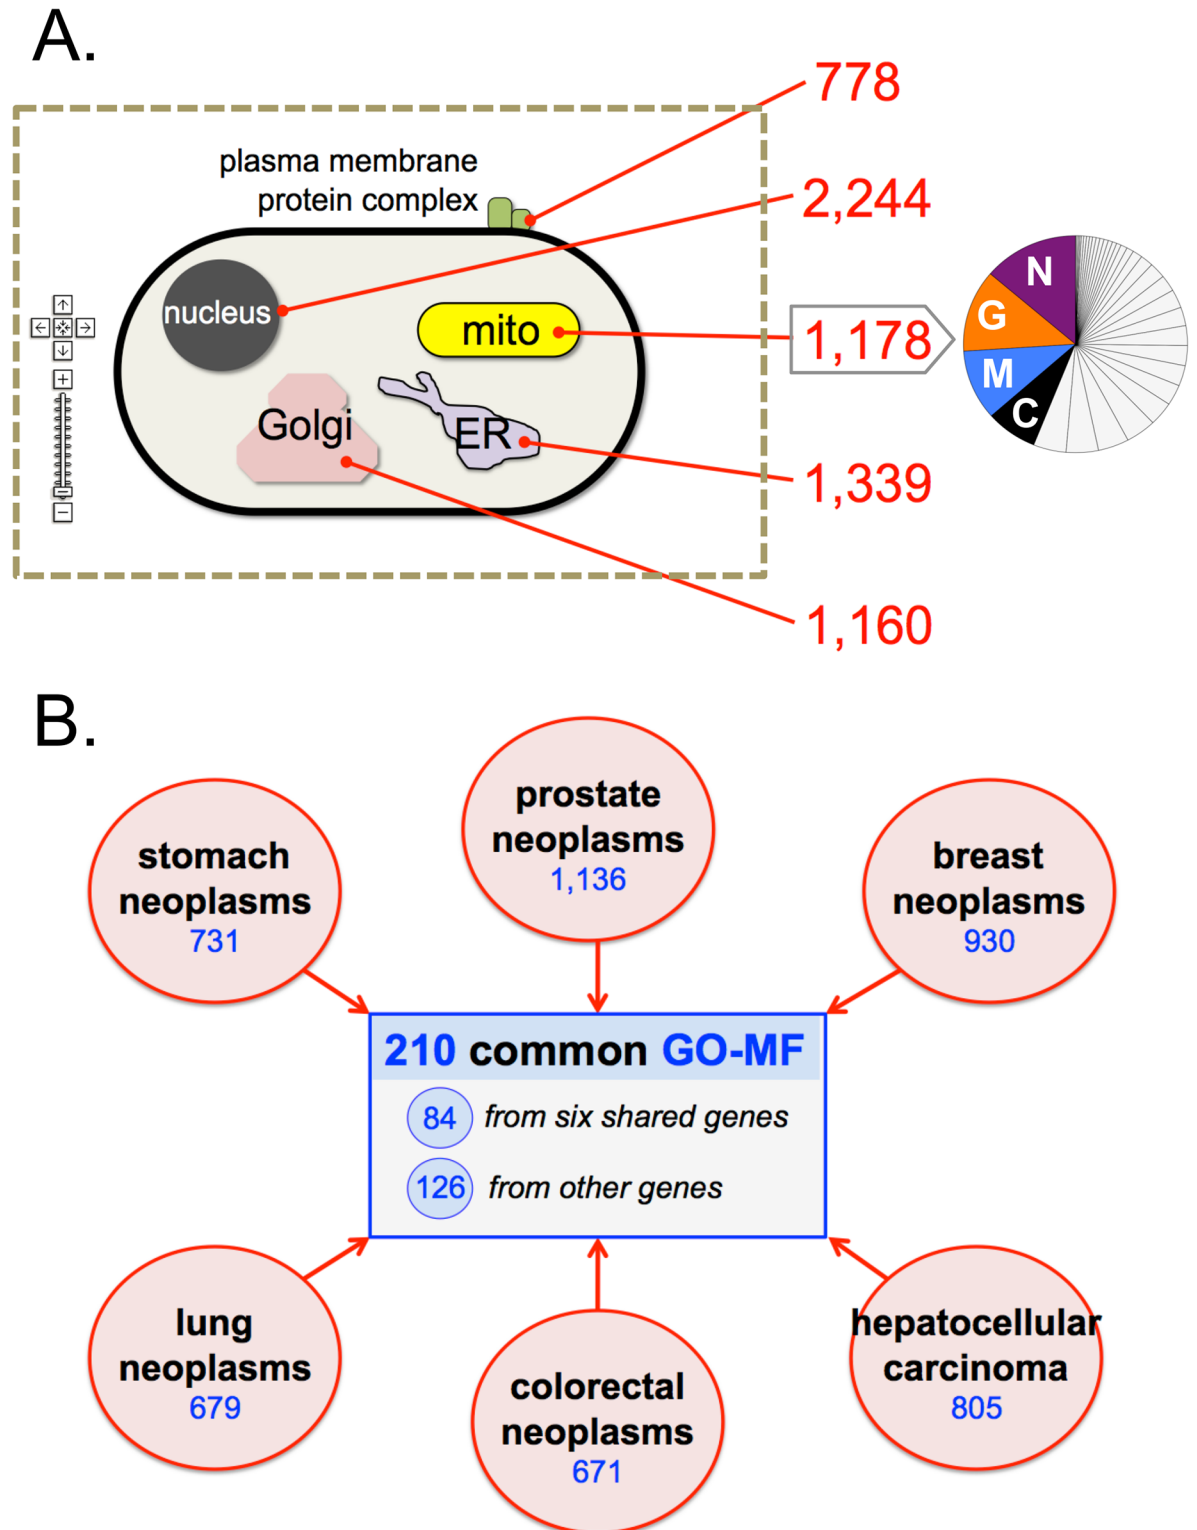 A.
778
plasma membrane
protein complex
2,244
nucleus
mito
1,178
N
G
M
C
Golgi
ER
1,339
1,160
B.
prostate
neoplasms
1,136
stomach
neoplasms
731
breast
neoplasms
930
210 common GO-MF
84 from six shared genes
126 from other genes
lung
neoplasms
679
colorectal
neoplasms
671
hepatocellular
carcinoma
805